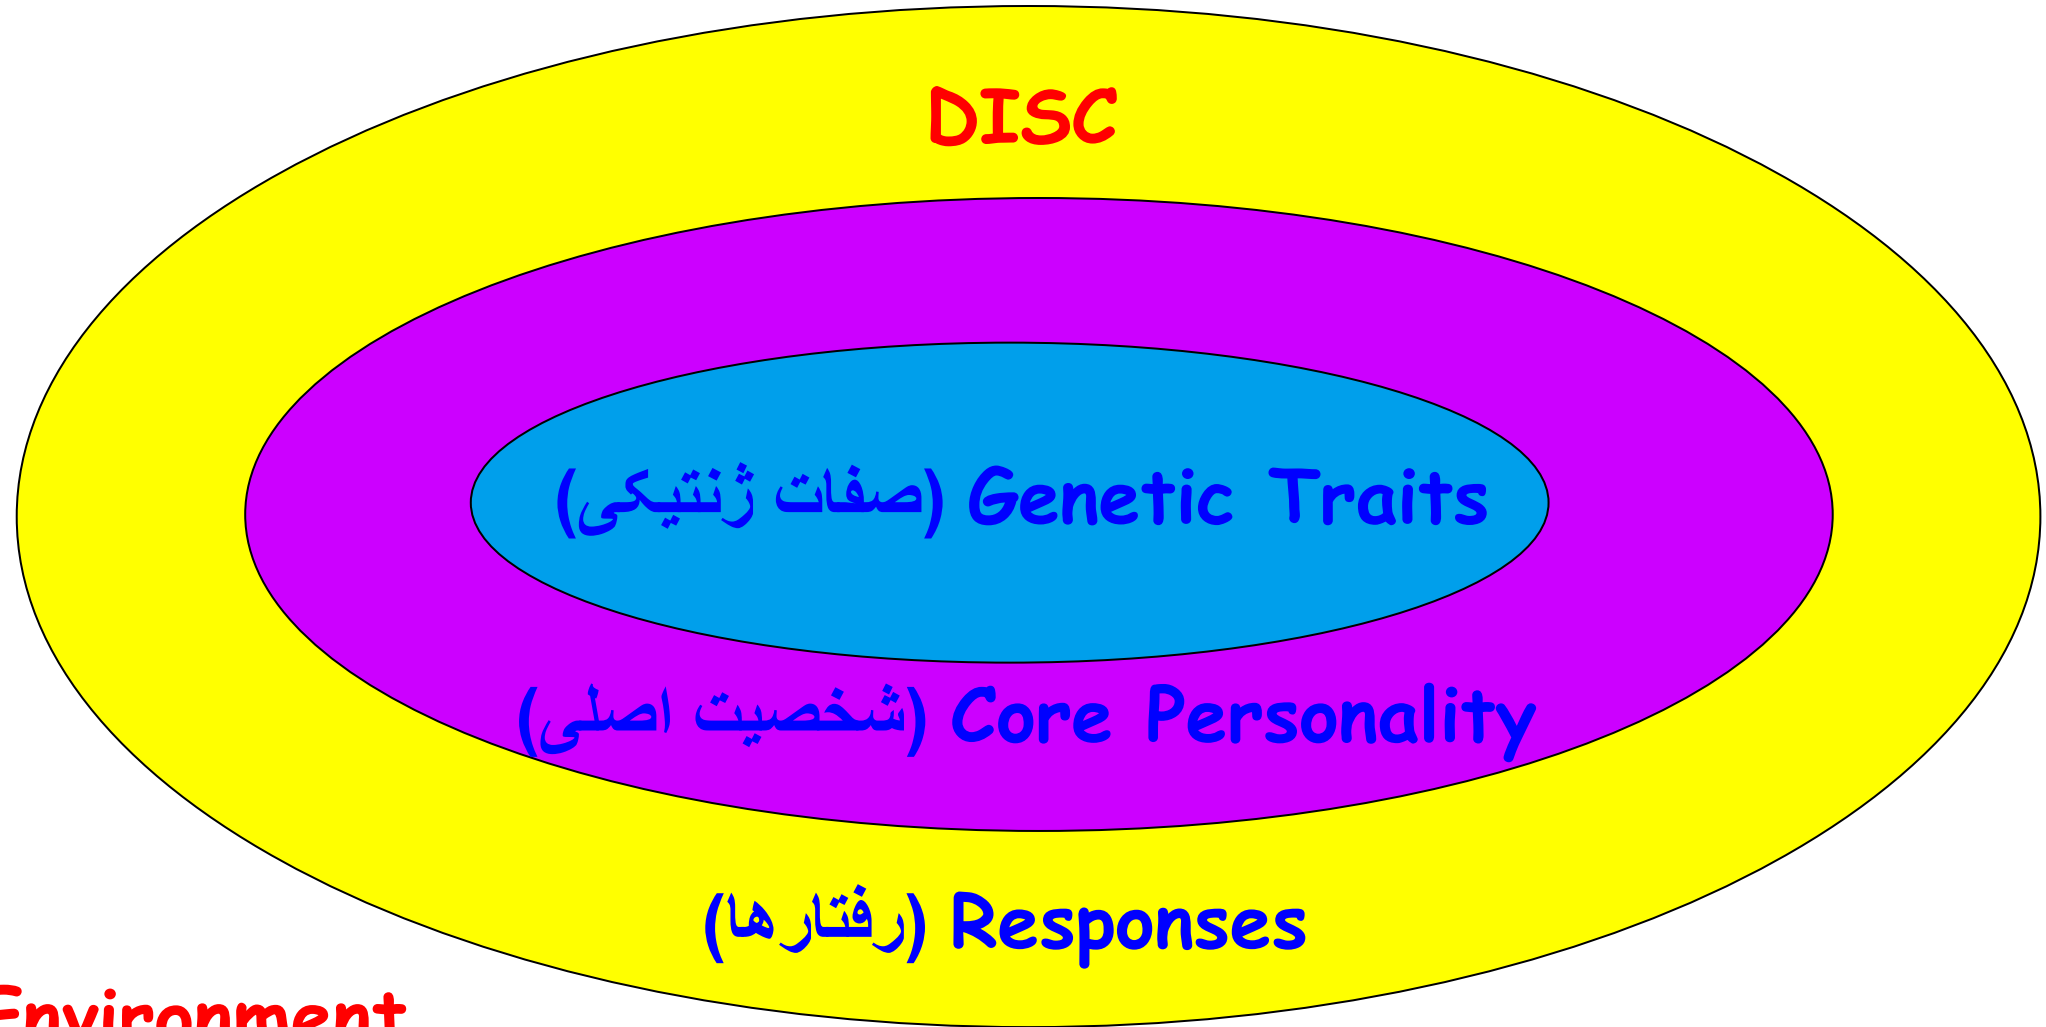 DISC
Genetic Traits (صفات ژنتیکی)
Core Personality (شخصیت اصلی)
Responses (رفتارها)
Environment